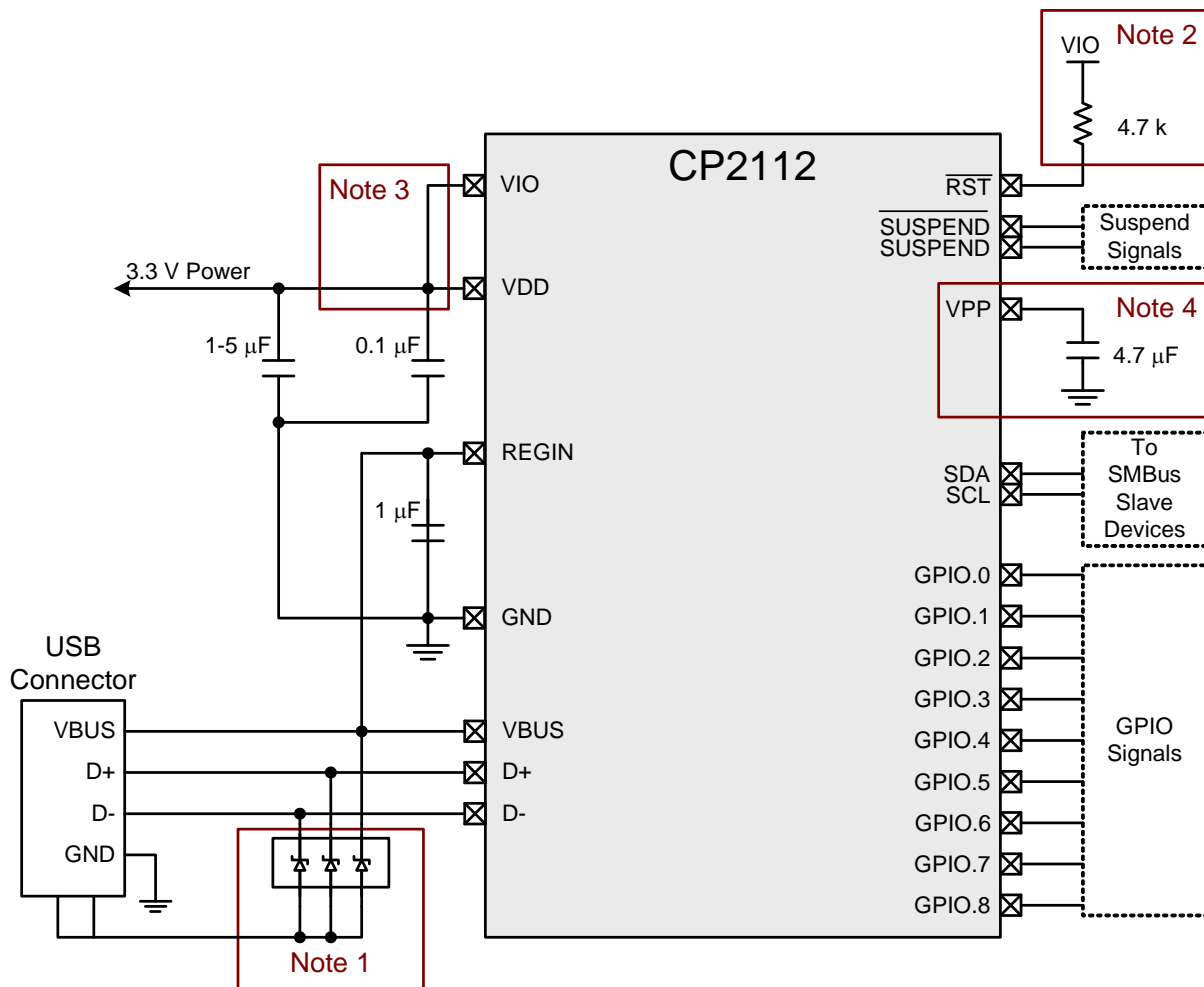 CP2112
Note 2
VIO
4.7 k
Note 3
VIO
3.3 V Power
VDD
1-5 μF
0.1 μF
REGIN
1 μF
GND
USB
Connector
VBUS
D+
D-
GND
VBUS
D+
D-
Note 1
RST
SUSPEND
SUSPEND
Suspend
Signals
VPP
Note 4
4.7 μF
SDA
SCL
To
SMBus
Slave
Devices
GPIO.0
GPIO.1
GPIO.2
GPIO.3
GPIO.4
GPIO.5
GPIO.6
GPIO.7
GPIO.8
GPIO
Signals